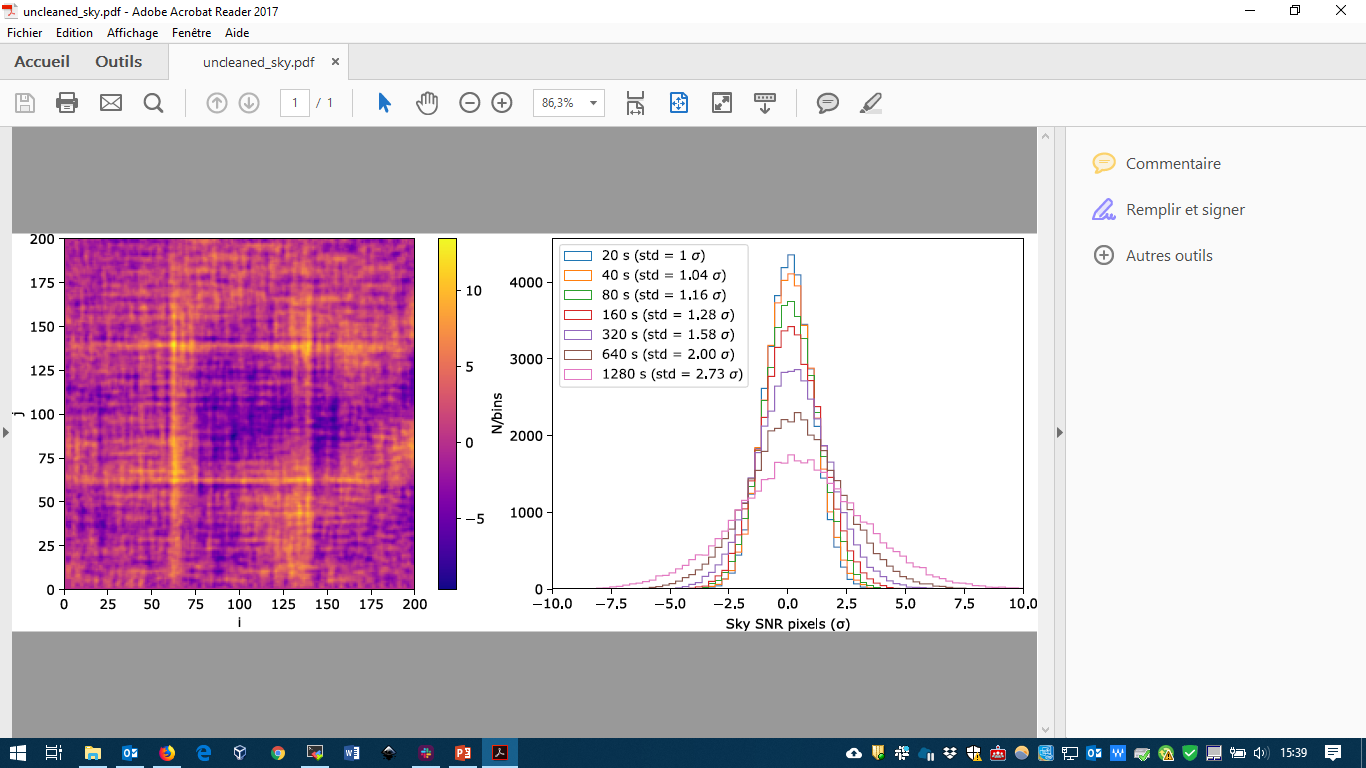 uncleaned_sky.pdf - Adobe Acrobat Reader 2017
Fichier Edition Affichage Fenêtre Aide
Accueil Outils uncleaned_sky.pdf ×
1 / 1 86,3%
Commentaire
Remplir et signer
Autres outils
200
175
150
125
100
75
50
25
0
j
0 25 50 75 100 125 150 175 200
i
10
5
0
−5
N/bins
4000
3000
2000
1000
0
20 s (std = 1 σ)
40 s (std = 1.04 σ)
80 s (std = 1.16 σ)
160 s (std = 1.28 σ)
320 s (std = 1.58 σ)
640 s (std = 2.00 σ)
1280 s (std = 2.73 σ)
−10.0 −7.5 −5.0 −2.5 0.0 2.5 5.0 7.5 10.0
Sky SNR pixels (σ)
15:39